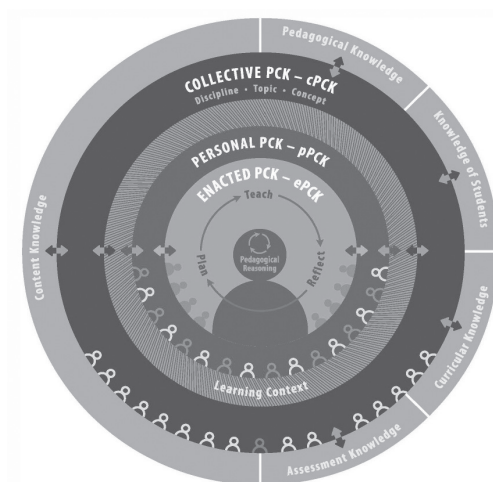 Pedagogical Knowledge
COLLECTIVE PCK – cPCK
Discipline • Topic • Concept
Knowledge of Students
PERSONAL PCK – pPCK
ENACTED PCK – ePCK
Teach
Content Knowledge
Plan
Pedagogical
Reasoning
Reflect
Curricular Knowledge
Learning Context
Assessment Knowledge